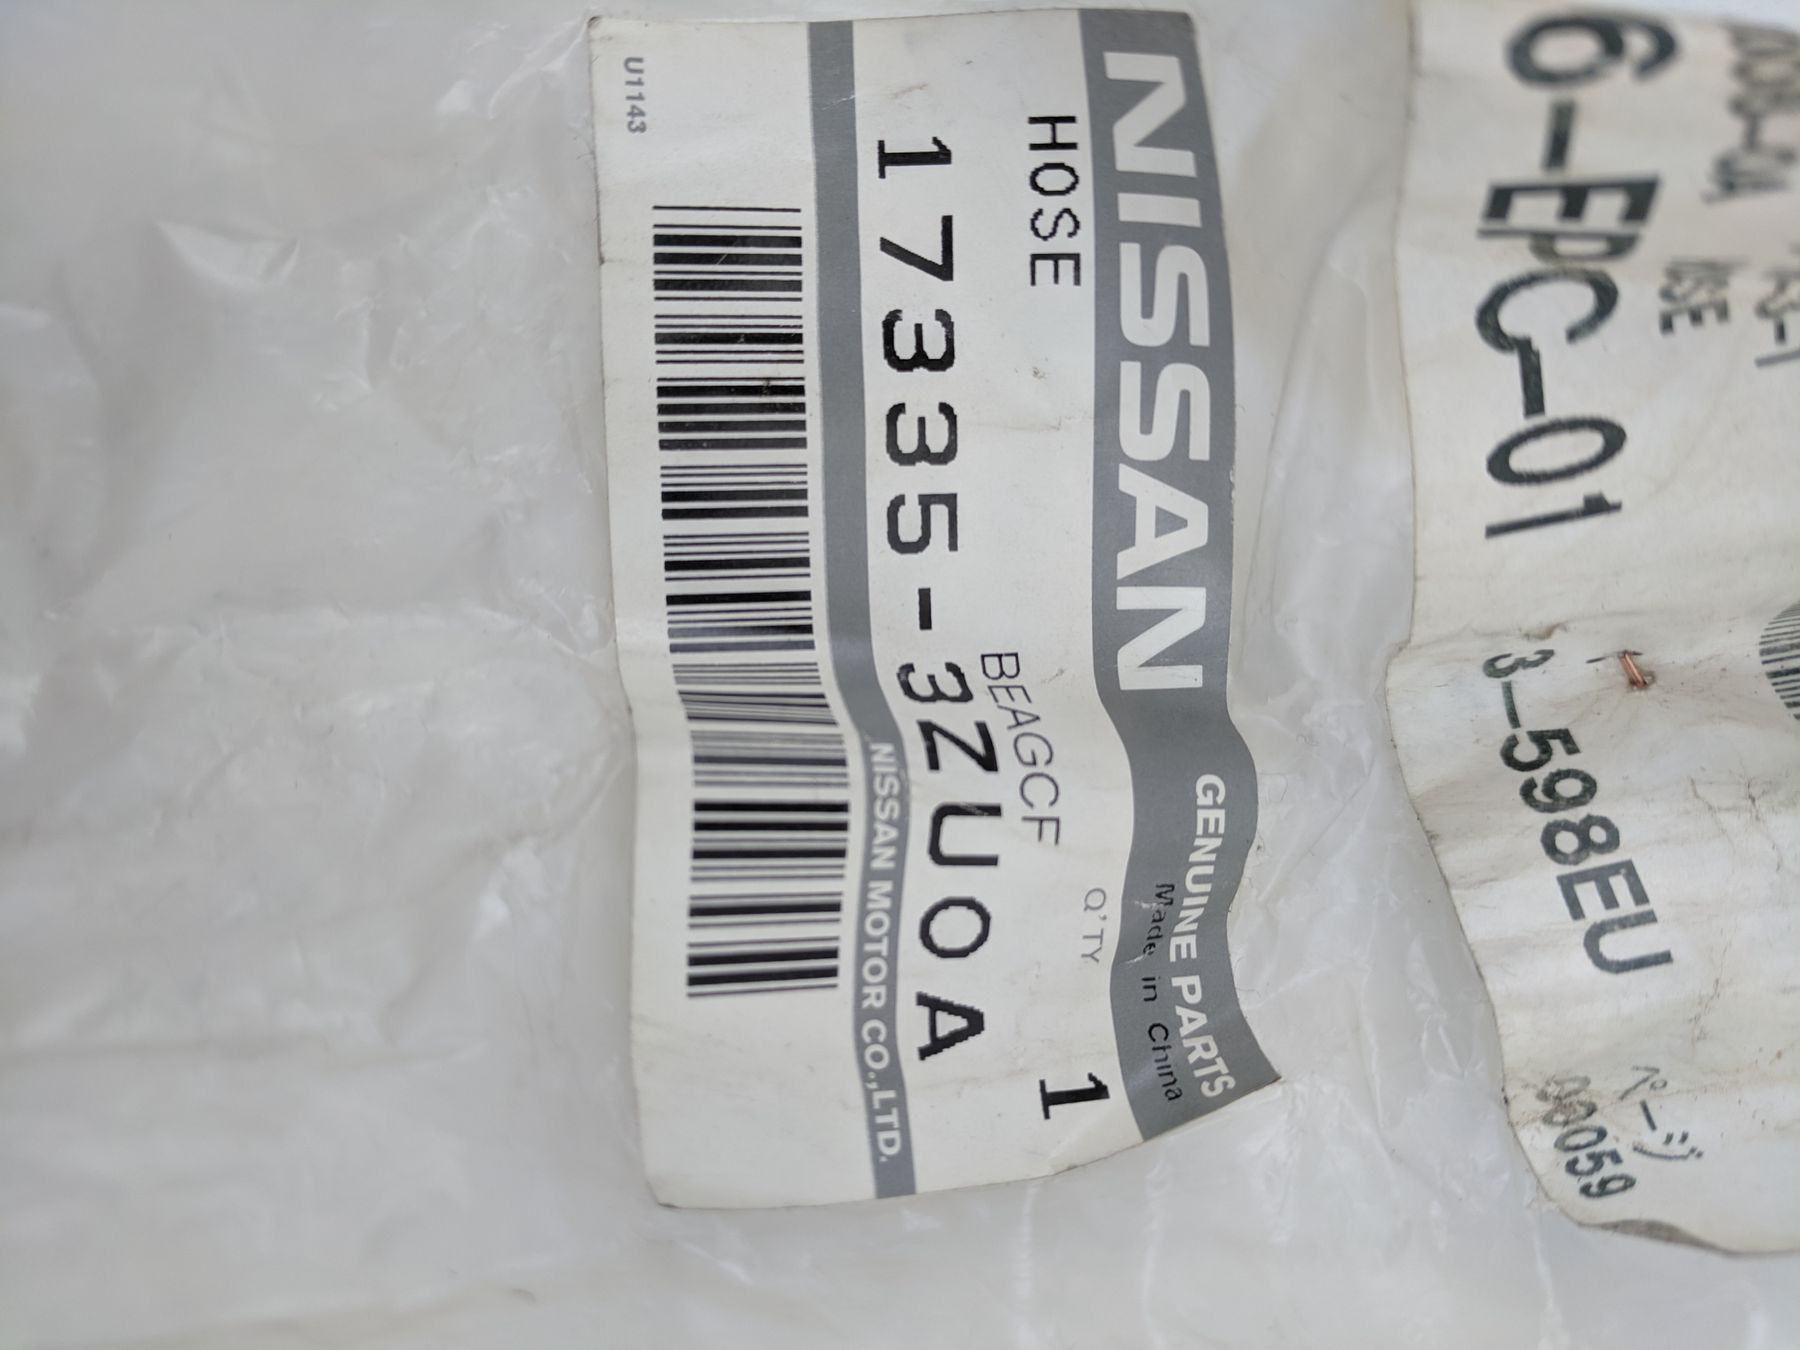 NISSAN GENUINE PARTS
Made in China
HOSE
Q'TY
1
BEAGCF
17335-3ZU0A
NISSAN MOTOR CO.,LTD.
U1143
6-EPC-01
3-598EU
ページ